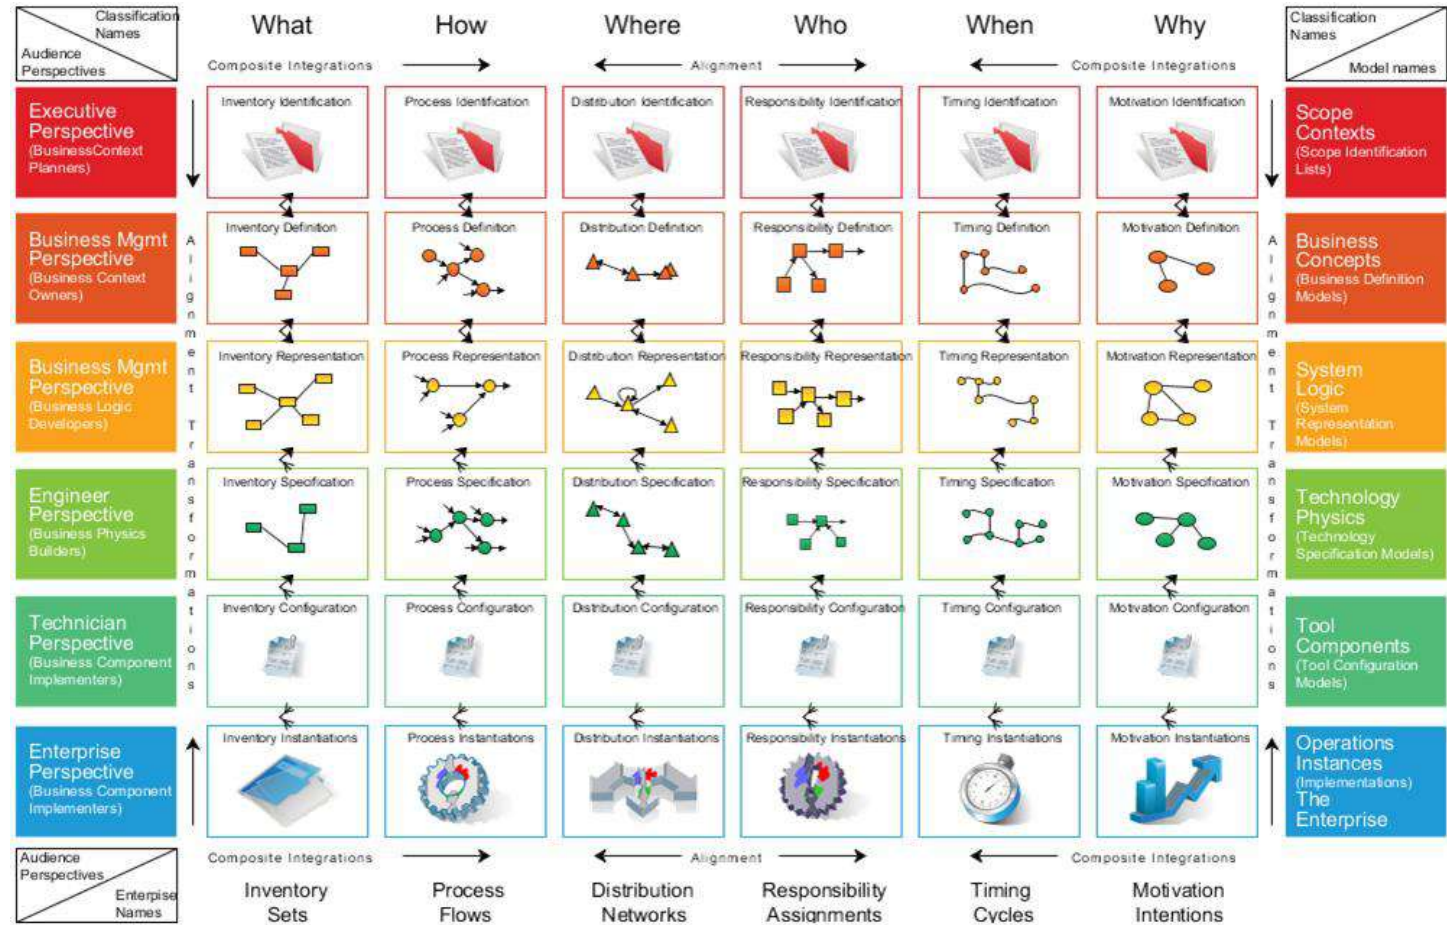 Classification
Names
Audience
Perspectives
What
How
Where
Who
When
Why
Classification
Names
Model names
Composite Integrations
Alignment
Composite Integrations
Executive
Perspective
(BusinessContext
Planners)
Inventory Identification
Process Identification
Distribution Identification
Responsibility Identification
Timing Identification
Motivation Identification
Scope
Contexts
(Scope Identification
Lists)
Alignment Transformations
Business Mgmt
Perspective
(Business Context
Owners)
Inventory Definition
Process Definition
Distribution Definition
Responsibility Definition
Timing Definition
Motivation Definition
Alignment Transformations
Business
Concepts
(Business Definition
Models)
Business Mgmt
Perspective
(Business Logic
Developers)
Inventory Representation
Process Representation
Distribution Representation
Responsibility Representation
Timing Representation
Motivation Representation
System
Logic
(System
Representation
Models)
Engineer
Perspective
(Business Physics
Builders)
Inventory Specification
Process Specification
Distribution Specification
Responsibility Specification
Timing Specification
Motivation Specification
Technology
Physics
(Technology
Specification Models)
Technician
Perspective
(Business Component
Implementers)
Inventory Configuration
Process Configuration
Distribution Configuration
Responsibility Configuration
Timing Configuration
Motivation Configuration
Tool
Components
(Tool Configuration
Models)
Enterprise
Perspective
(Business Component
Implementers)
Inventory Instantiations
Process Instantiations
Distribution Instantiations
Responsibility Instantiations
Timing Instantiations
Motivation Instantiations
Operations
Instances
(Implementations)
The
Enterprise
Audience
Perspectives
Enterpise
Names
Composite Integrations
Alignment
Composite Integrations
Inventory
Sets
Process
Flows
Distribution
Networks
Responsibility
Assignments
Timing
Cycles
Motivation
Intentions